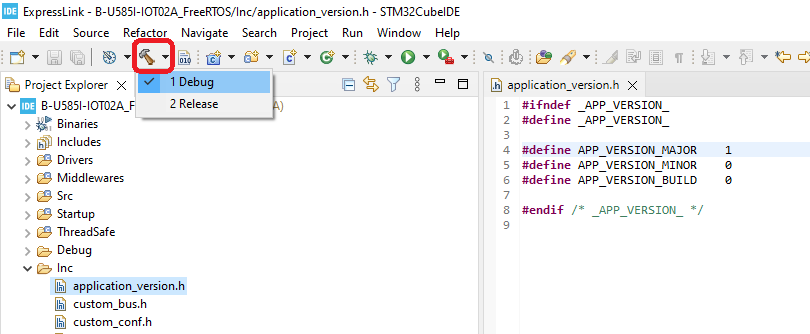 IDE ExpressLink - B-U585I-IOT02A_FreeRTOS/Inc/application_version.h - STM32CubeIDE
File Edit Source Refactor Navigate Search Project Run Window Help
010
Project Explorer
application_version.h
1 Debug
2 Release
IDE B-U585I-IOT02A_F
A)
Binaries
Includes
Drivers
Middlewares
Src
Startup
ThreadSafe
Debug
Inc
application_version.h
custom_bus.h
custom_conf.h
1 #ifndef _APP_VERSION_
2 #define _APP_VERSION_
3
4 #define APP_VERSION_MAJOR 1
5 #define APP_VERSION_MINOR 0
6 #define APP_VERSION_BUILD 0
7
8 #endif /* _APP_VERSION_ */
9